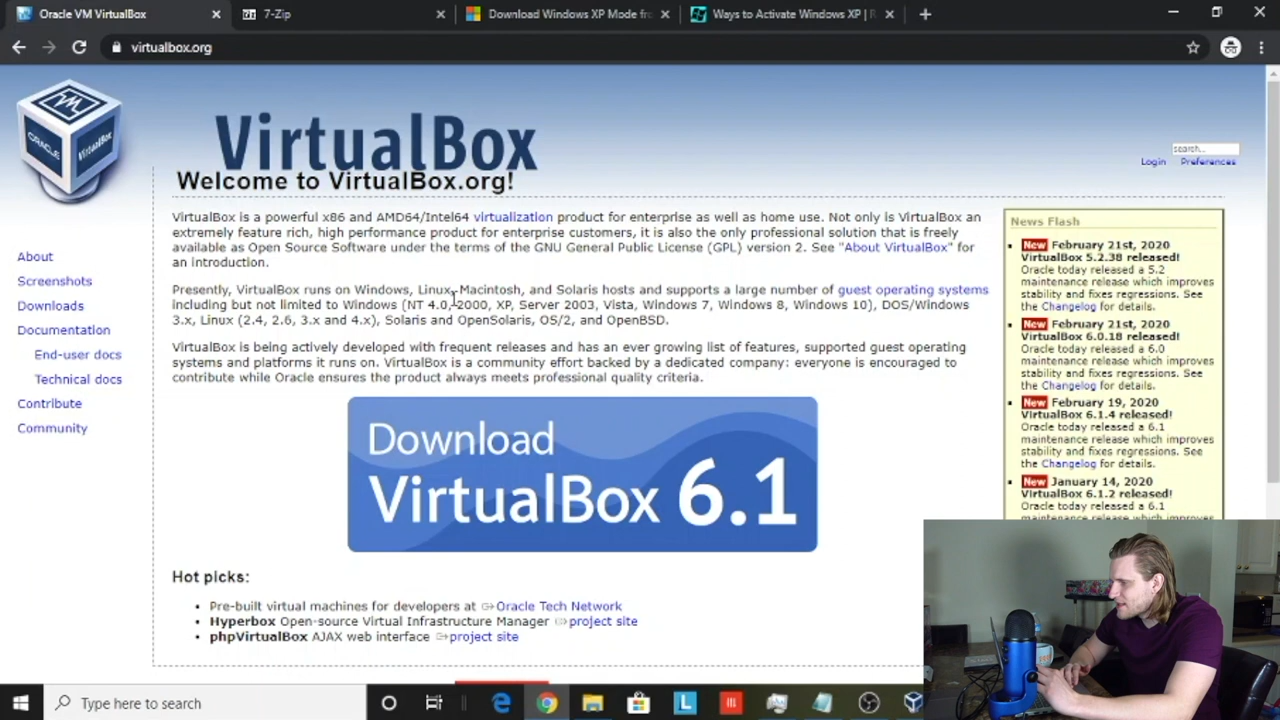 Oracle VM VirtualBox
7-Zip
Download Windows XP Mode fro
Ways to Activate Windows XP | R
virtualbox.org
ORACLE
VirtualBox
VirtualBox
search...
Login Preferences
Welcome to VirtualBox.org!
VirtualBox is a powerful x86 and AMD64/Intel64 virtualization product for enterprise as well as home use. Not only is VirtualBox an
extremely feature rich, high performance product for enterprise customers, it is also the only professional solution that is freely
available as Open Source Software under the terms of the GNU General Public License (GPL) version 2. See "About VirtualBox" for
an introduction.
Presently, VirtualBox runs on Windows, Linux, Macintosh, and Solaris hosts and supports a large number of guest operating systems
including but not limited to Windows (NT 4.0, 2000, XP, Server 2003, Vista, Windows 7, Windows 8, Windows 10), DOS/Windows
3.x, Linux (2.4, 2.6, 3.x and 4.x), Solaris and OpenSolaris, OS/2, and OpenBSD.
VirtualBox is being actively developed with frequent releases and has an ever growing list of features, supported guest operating
systems and platforms it runs on. VirtualBox is a community effort backed by a dedicated company: everyone is encouraged to
contribute while Oracle ensures the product always meets professional quality criteria.
About
Screenshots
Downloads
Documentation
End-user docs
Technical docs
Contribute
Community
Download
VirtualBox 6.1
Hot picks:
Pre-built virtual machines for developers at Oracle Tech Network
Hyperbox Open-source Virtual Infrastructure Manager project site
phpVirtualBox AJAX web interface project site
News Flash
New February 21st, 2020
VirtualBox 5.2.38 released!
Oracle today released a 5.2
maintenance release which improves
stability and fixes regressions. See
the Changelog for details.
New February 21st, 2020
VirtualBox 6.0.18 released!
Oracle today released a 6.0
maintenance release which improves
stability and fixes regressions. See
the Changelog for details.
New February 19, 2020
VirtualBox 6.1.4 released!
Oracle today released a 6.1
maintenance release which improves
stability and fixes regressions. See
the Changelog for details.
New January 14, 2020
VirtualBox 6.1.2 released!
Oracle today released a 6.1
maintenance release which improves
Type here to search
L